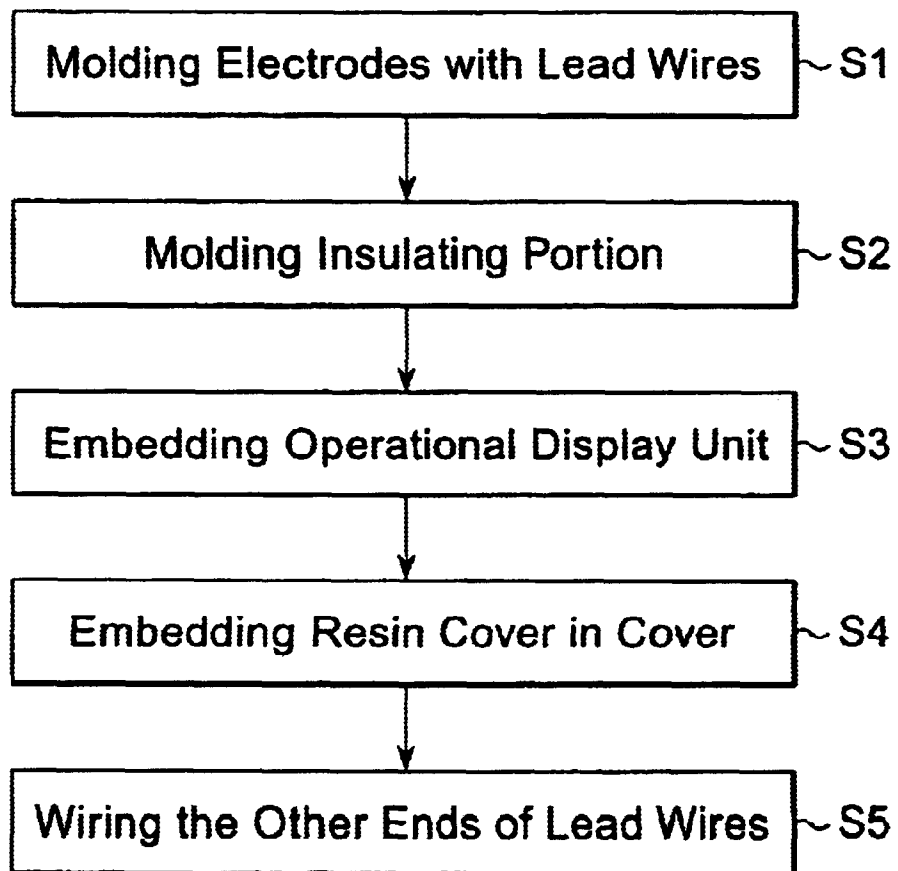 Molding Electrodes with Lead Wires S1
Molding Insulating Portion S2
Embedding Operational Display Unit S3
Embedding Resin Cover in Cover S4
Wiring the Other Ends of Lead Wires S5